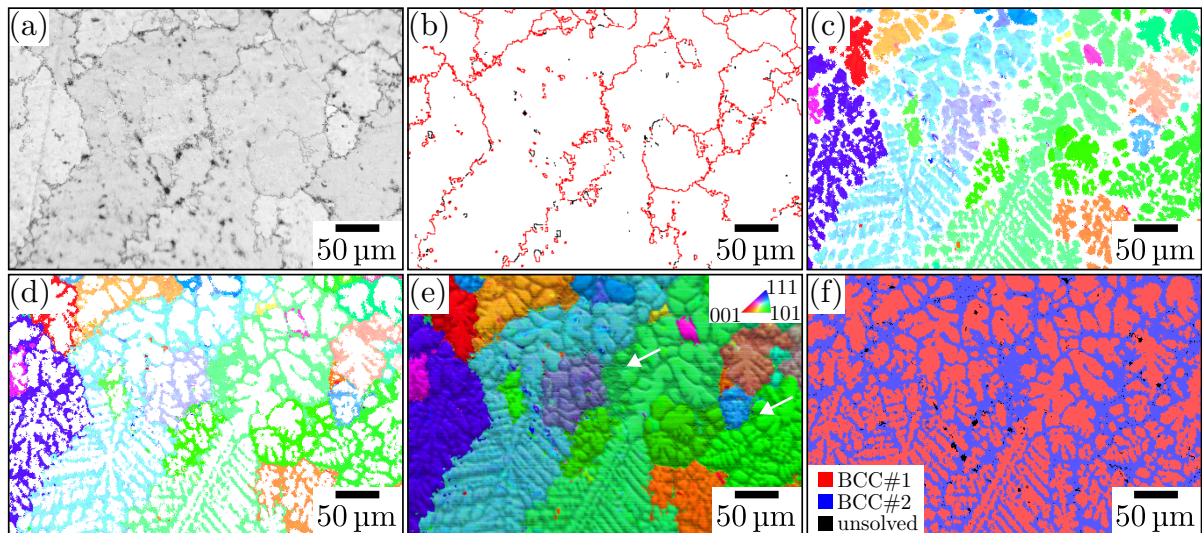 (a)
50 µm
(b)
50 µm
(c)
50 µm
(d)
50 µm
(e)
111
001
101
50 µm
(f)
BCC#1
BCC#2
unsolved
50 µm